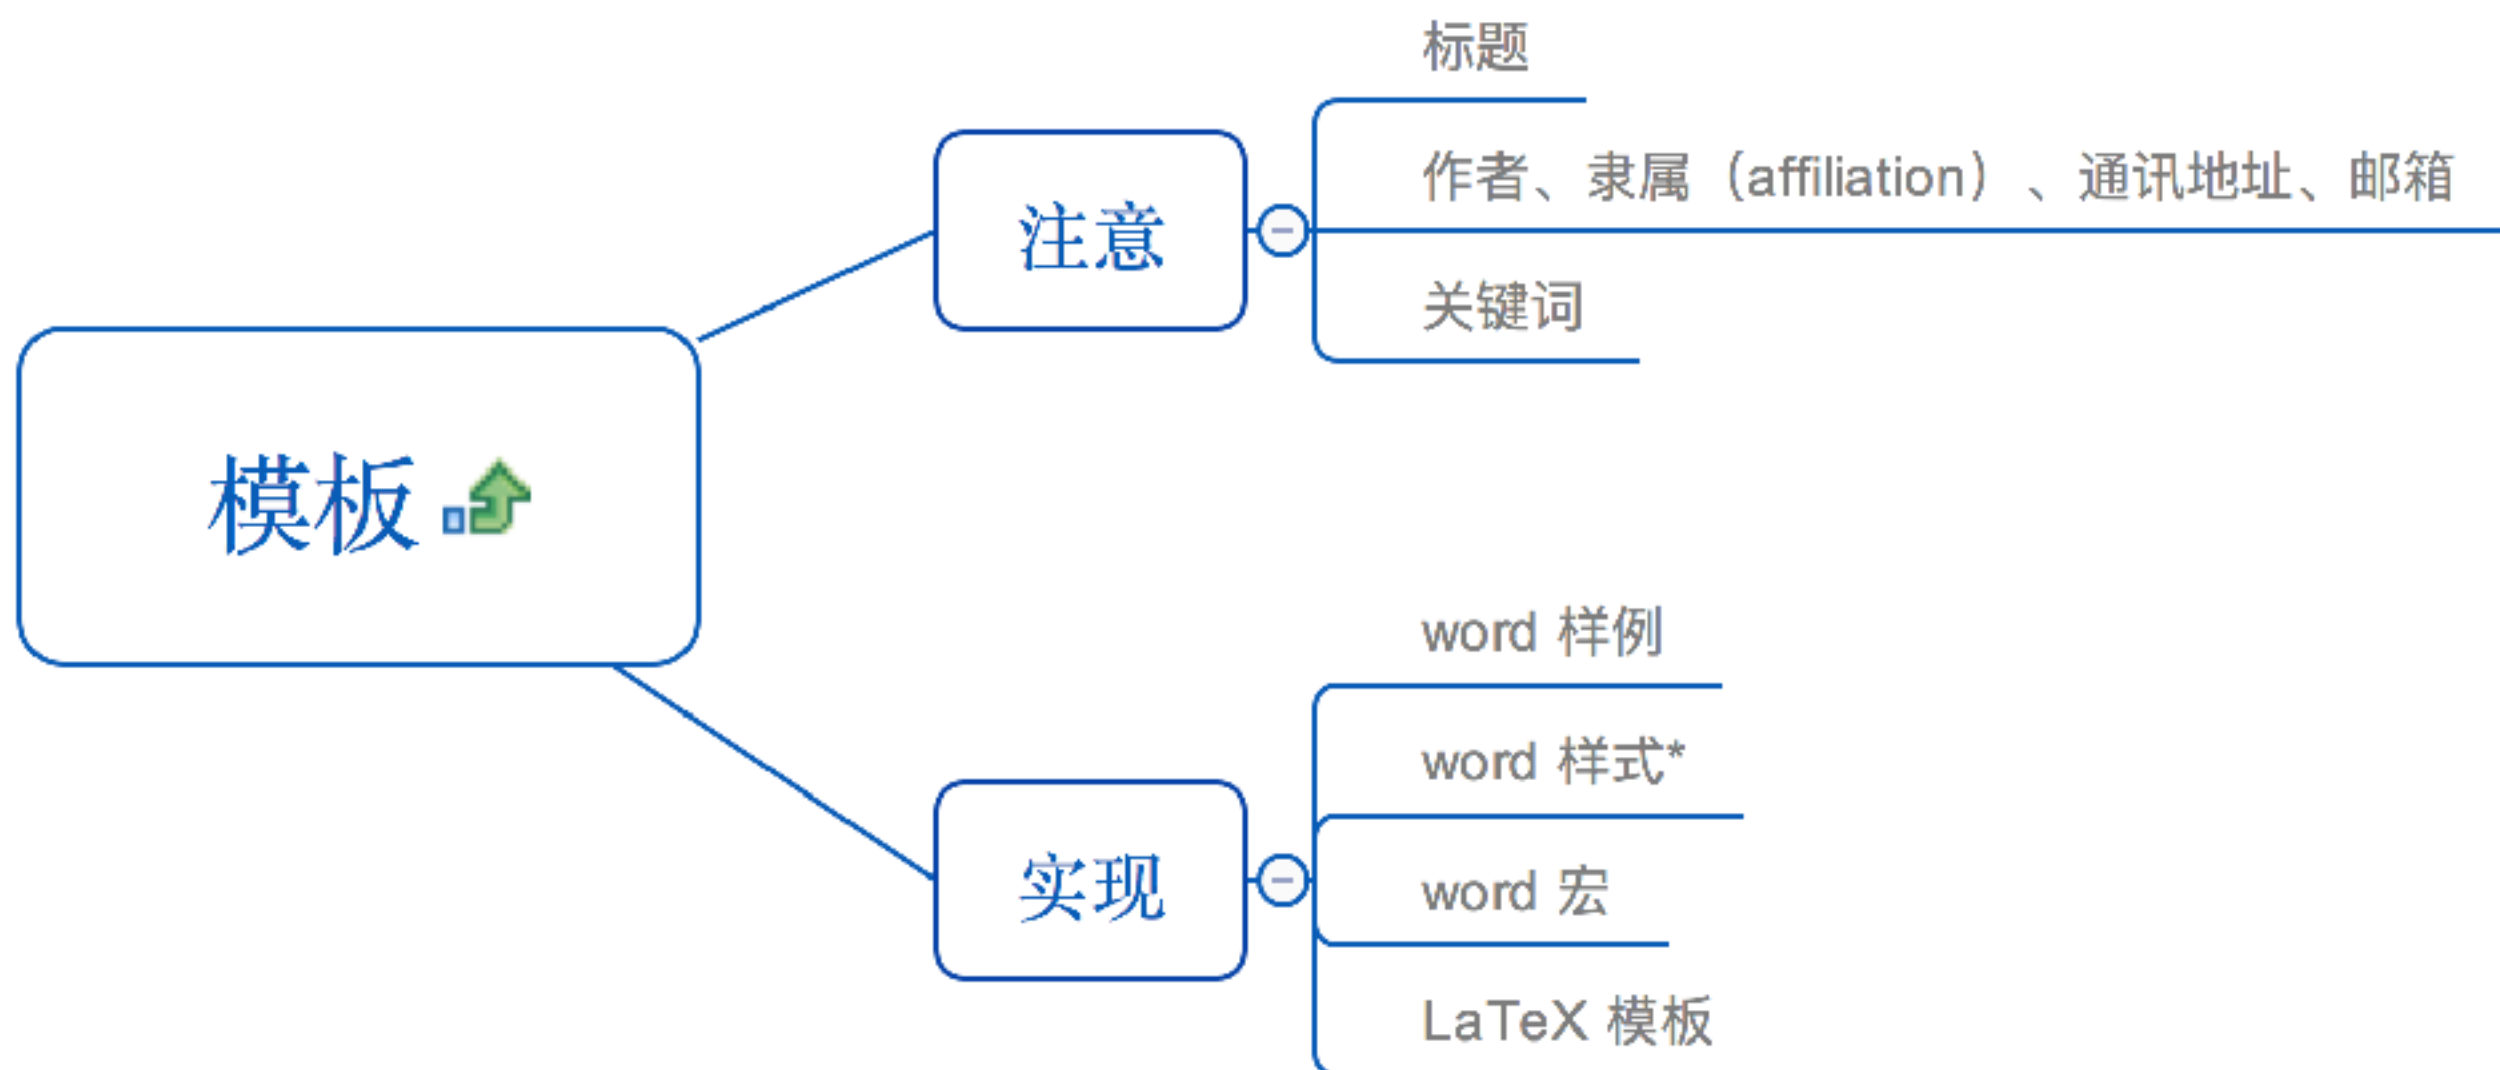 模板
注意
标题
作者、隶属（affiliation）、通讯地址、邮箱
关键词
实现
word 样例
word 样式*
word 宏
LaTeX 模板